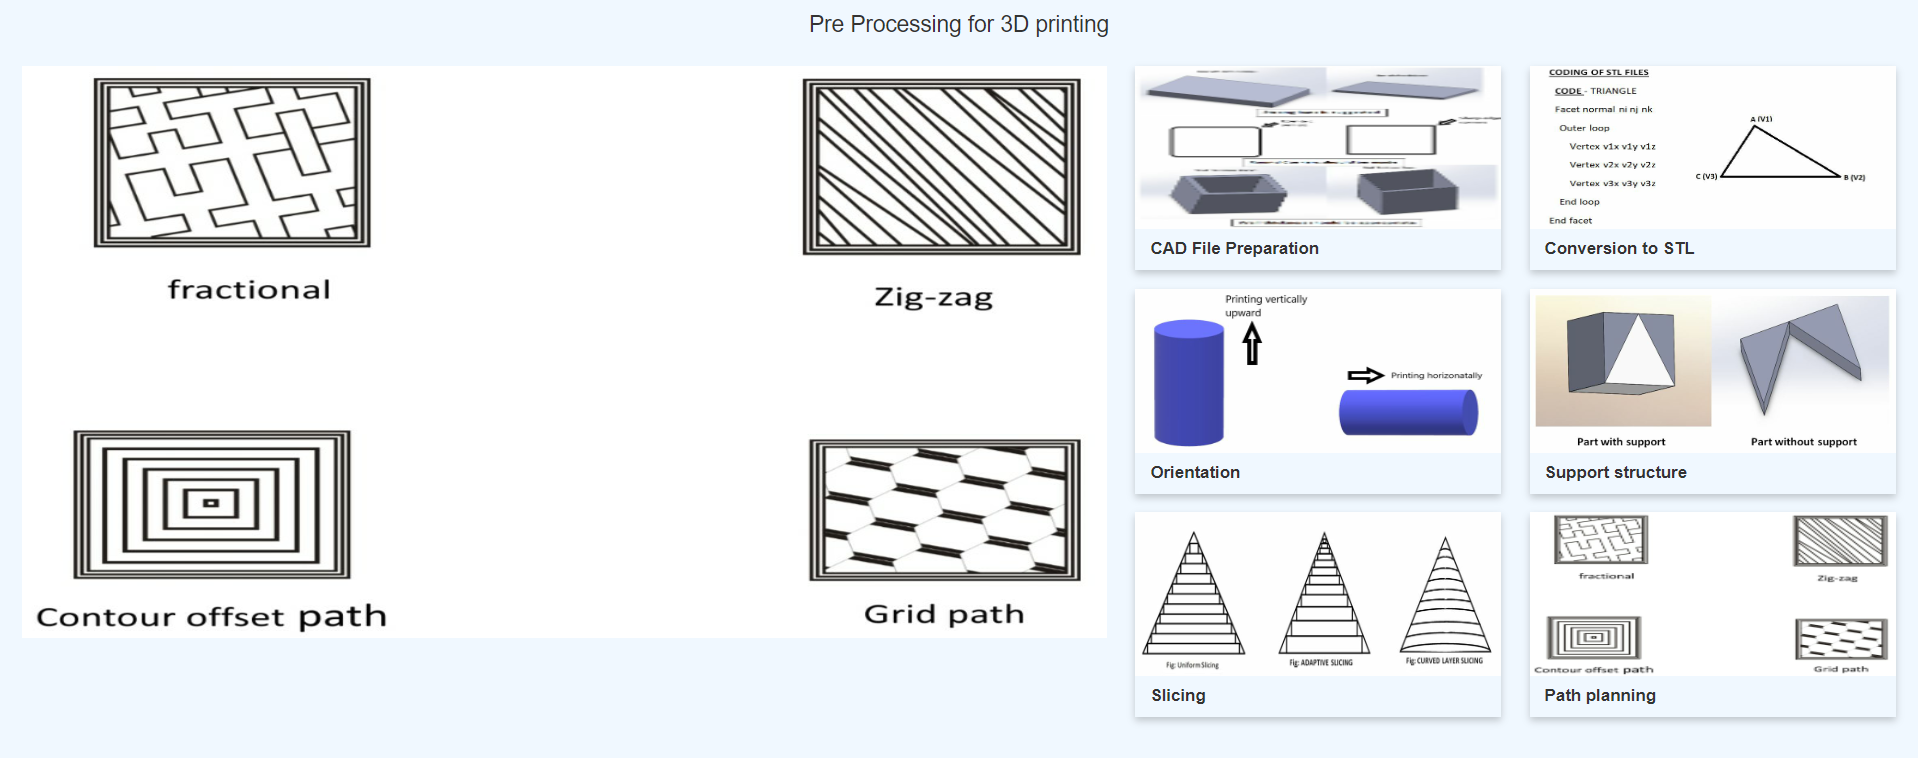 Pre Processing for 3D printing
fractional
Zig-zag
Contour offset path
Grid path
CAD File Preparation
CODING OF STL FILES
CODE - TRIANGLE
Facet normal ni nj nk
Outer loop
Vertex v1x v1y v1z
Vertex v2x v2y v2z
Vertex v3x v3y v3z
End loop
End facet
A (V1)
C (V3)
B (V2)
Conversion to STL
Printing vertically
upward
Printing horizonatally
Orientation
Part with support
Part without support
Support structure
Fig: Uniform Slicing
Fig: ADAPTIVE SLICING
Fig: CURVED LAYER SLICING
Slicing
fractional
Zig-zag
Contour offset path
Grid path
Path planning